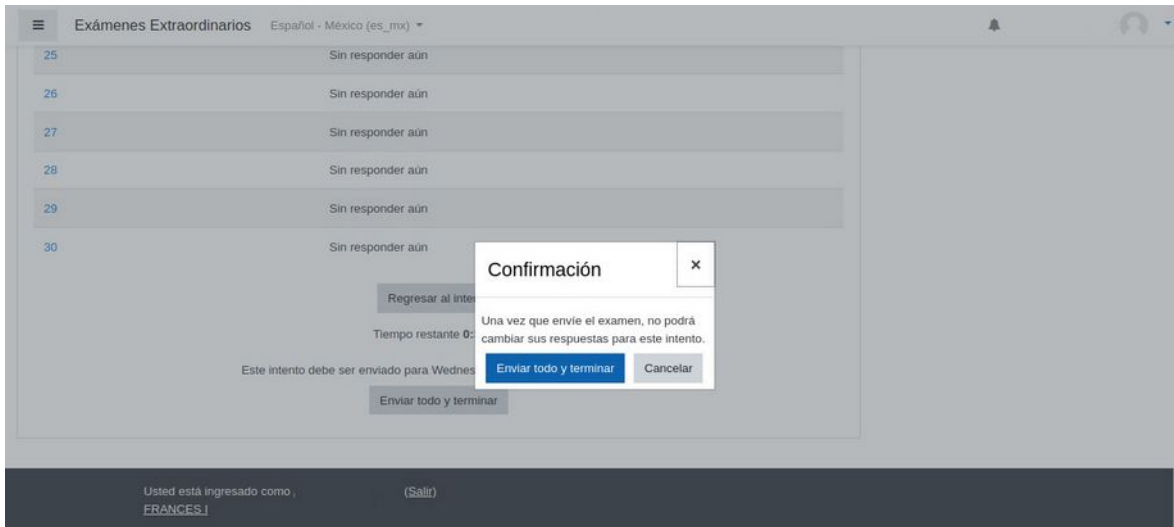 Exámenes Extraordinarios Español - México (es_mx)
25 Sin responder aún
26 Sin responder aún
27 Sin responder aún
28 Sin responder aún
29 Sin responder aún
30 Sin responder aún
Confirmación ×
Una vez que envíe el examen, no podrá
cambiar sus respuestas para este intento.
Enviar todo y terminar Cancelar
Regresar al
Tiempo restante
Este intento debe ser enviado para
Enviar todo y terminar
Usted está ingresado como , (Salir)
FRANCES I